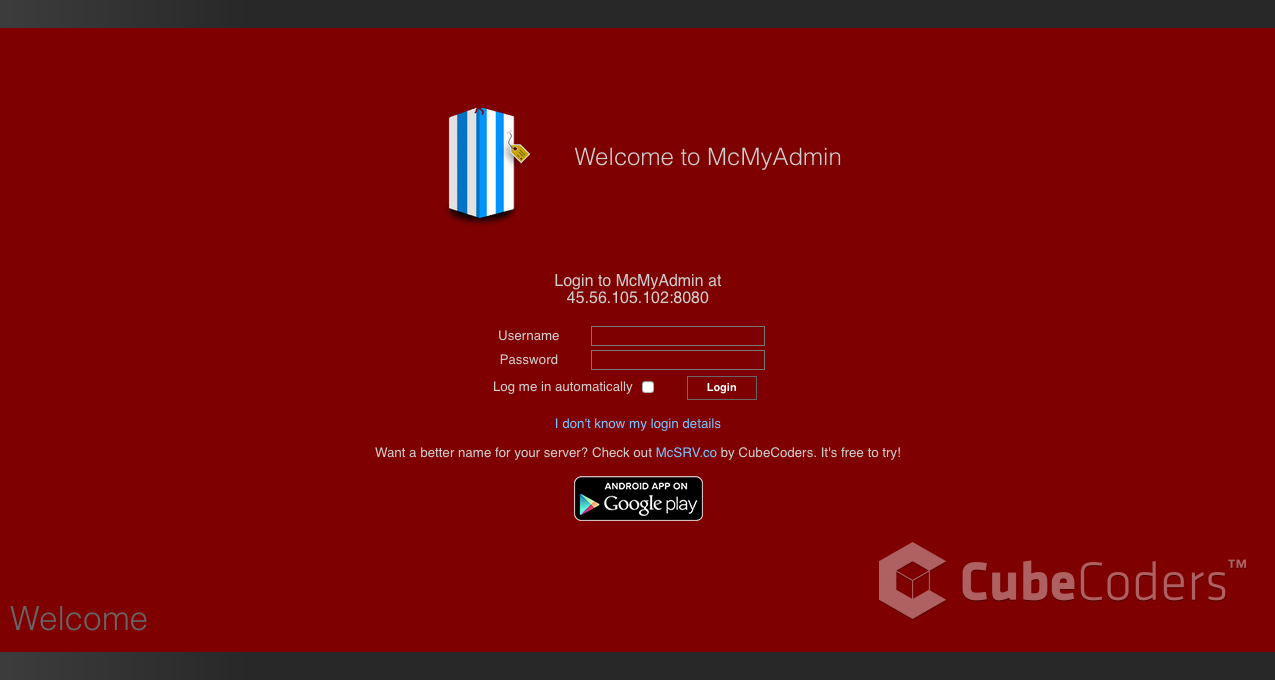 Welcome to McMyAdmin
Login to McMyAdmin at
45.56.105.102:8080
Username
Password
Log me in automatically
Login
I don't know my login details
Want a better name for your server? Check out McSRV.co by CubeCoders. It's free to try!
ANDROID APP ON
Google play
CubeCoders™
Welcome